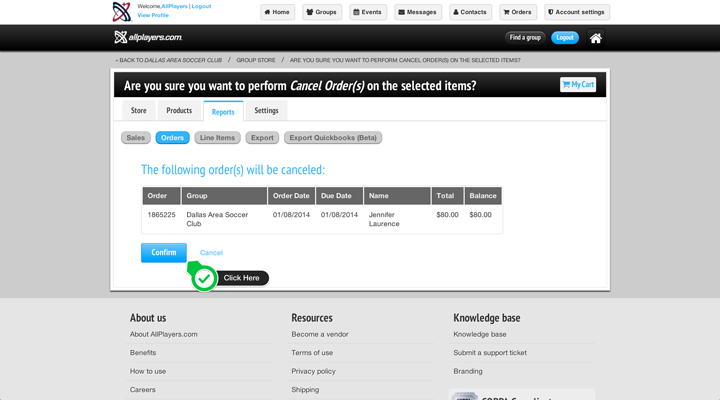 Welcome, AllPlayers | Logout
View Profile
Home Groups Events Messages Contacts Orders Account settings
allplayers.com
Find a group Logout
« BACK TO DALLAS AREA SOCCER CLUB / GROUP STORE / ARE YOU SURE YOU WANT TO PERFORM CANCEL ORDER(S) ON THE SELECTED ITEMS?
Are you sure you want to perform Cancel Order(s) on the selected items?
My Cart
Store Products Reports Settings
Sales Orders Line Items Export Export Quickbooks (Beta)
The following order(s) will be canceled:
Order Group Order Date Due Date Name Total Balance
1865225 Dallas Area Soccer Club 01/08/2014 01/08/2014 Jennifer Laurence $80.00 $80.00
Confirm Cancel
Click Here
About us Resources Knowledge base
About AllPlayers.com Become a vendor Knowledge base
Benefits Terms of use Submit a support ticket
How to use Privacy policy Branding
Careers Shipping